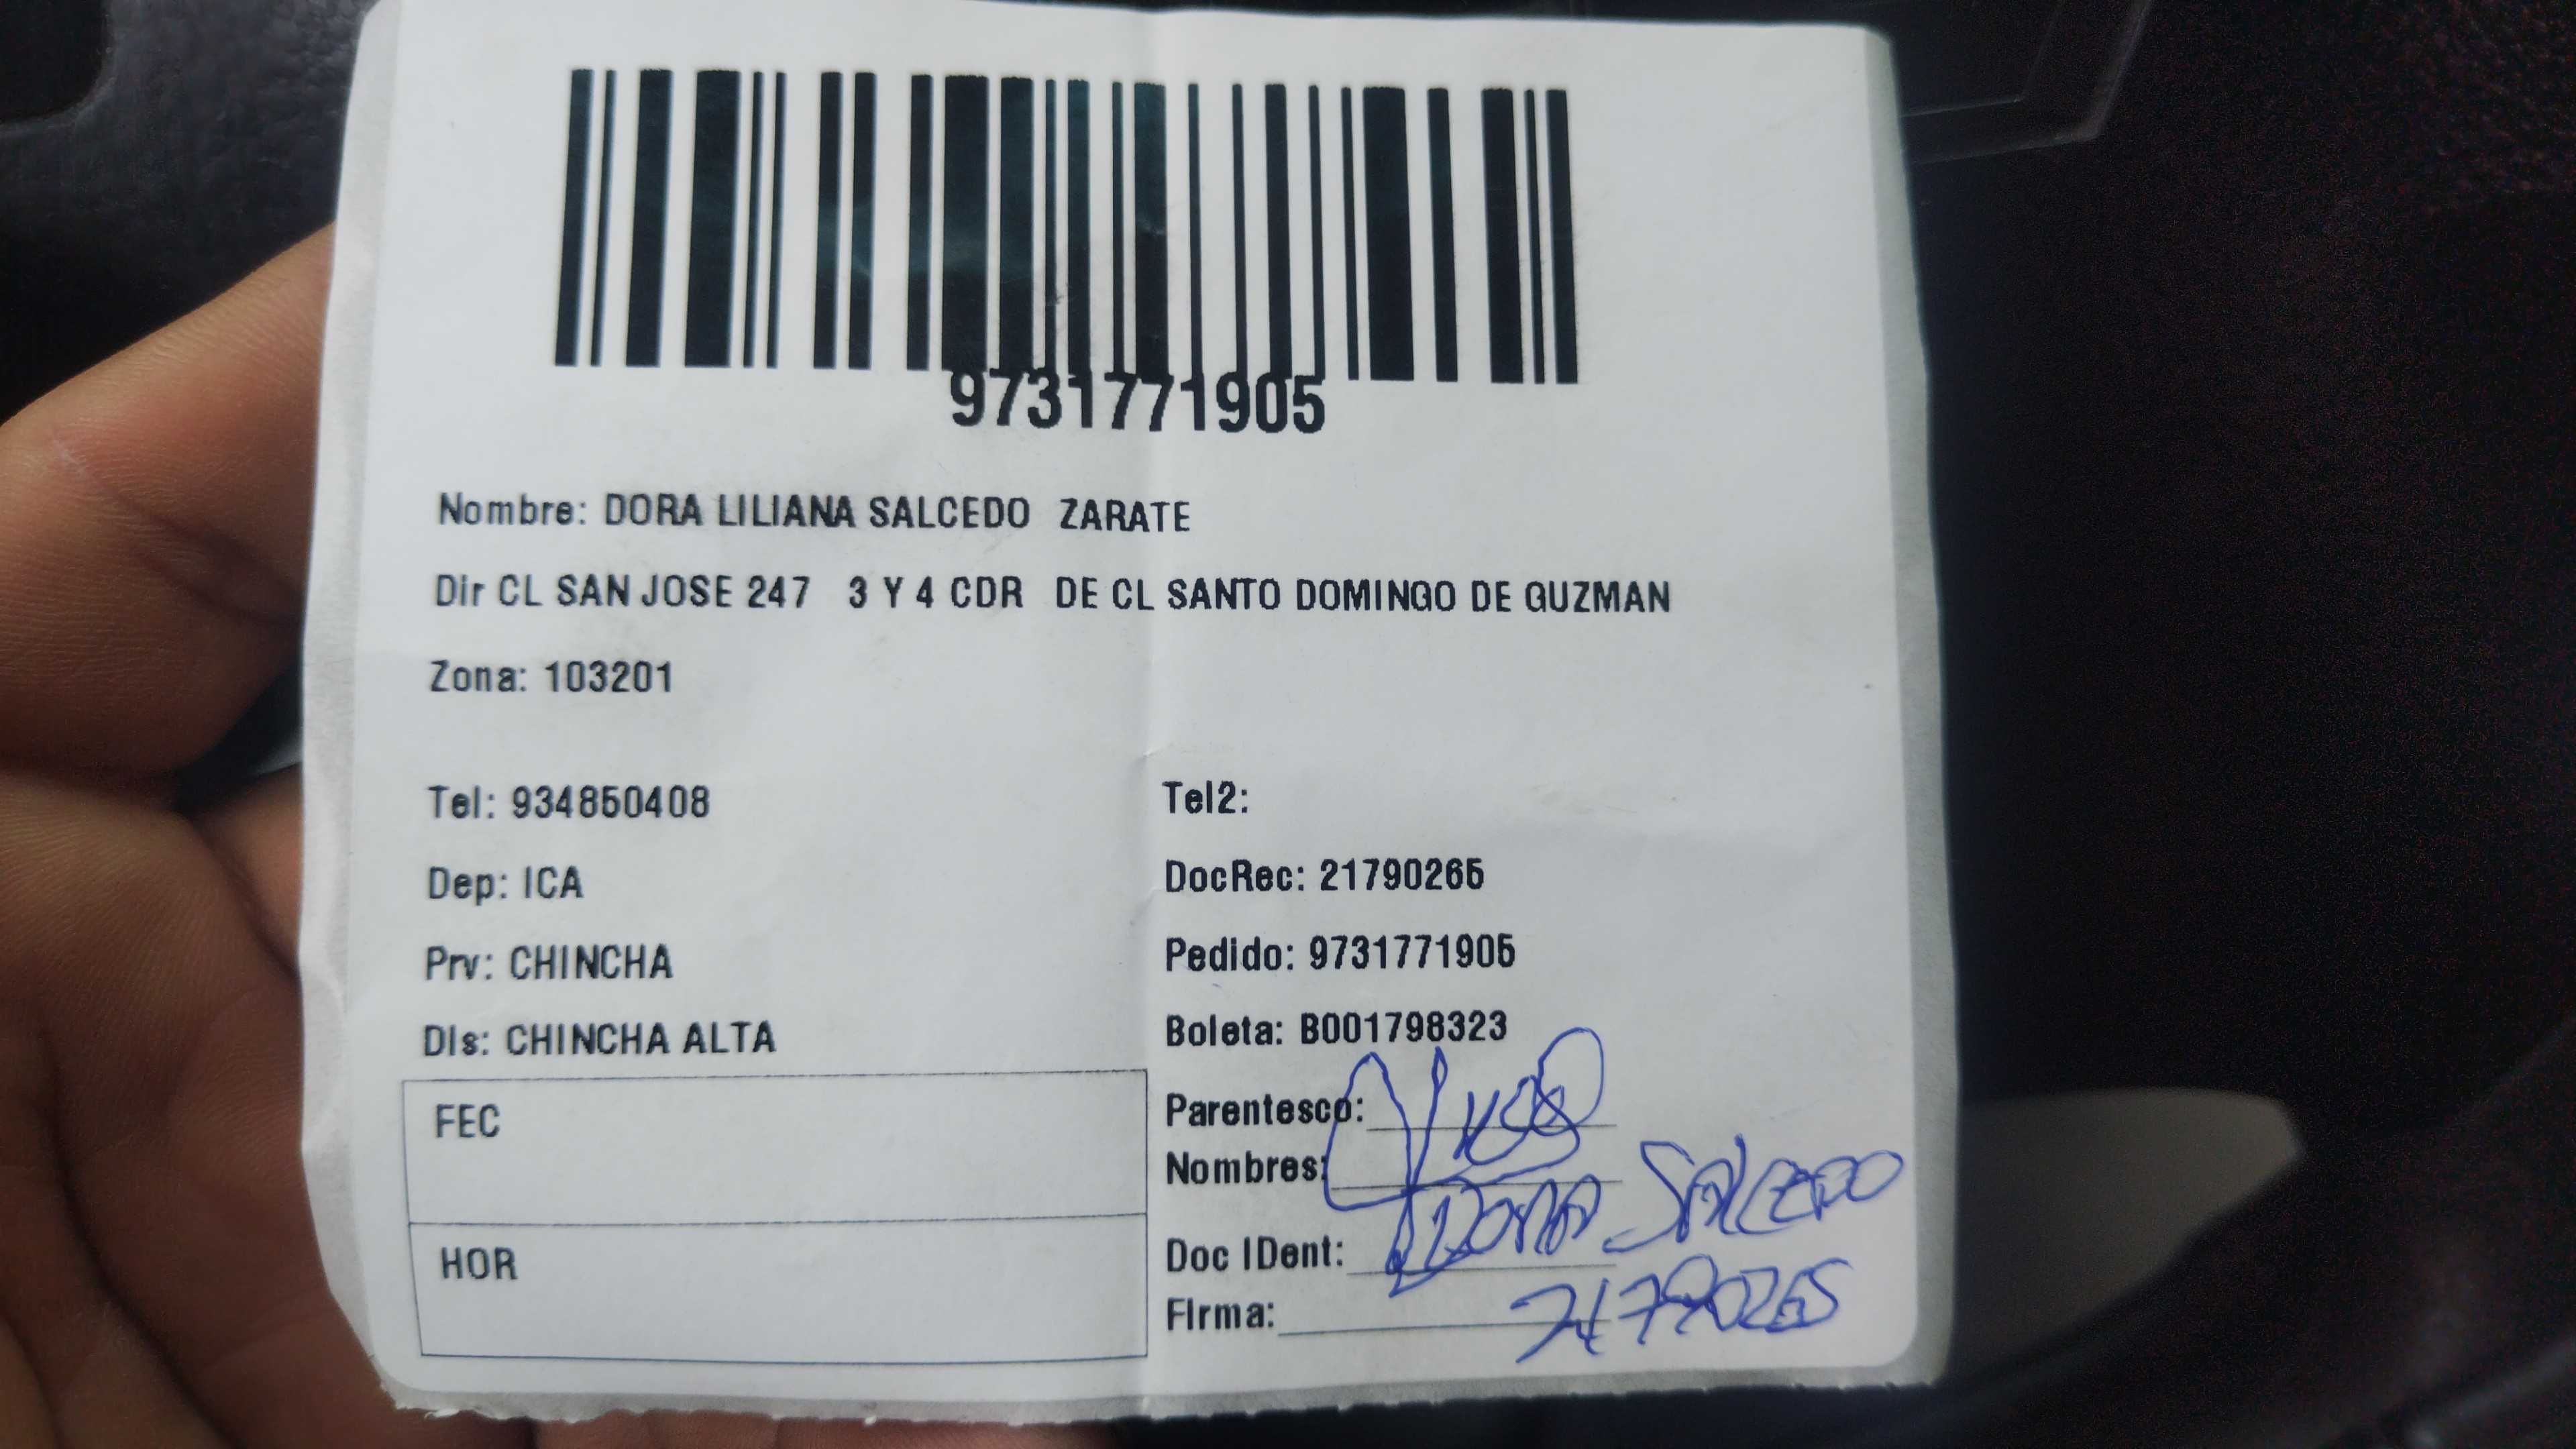 9731771905
Nombre: DORA LILIANA SALCEDO ZARATE
Dir CL SAN JOSE 247 3 Y 4 CDR DE CL SANTO DOMINGO DE GUZMAN
Zona: 103201
Tel: 934850408
Tel2:
Dep: ICA
DocRec: 21790265
Prv: CHINCHA
Pedido: 9731771905
Dis: CHINCHA ALTA
Boleta: B001798323
FEC
Parentesco:
Nombres:
DORA SALCEDO
HOR
Doc IDent:
21790265
Firma: